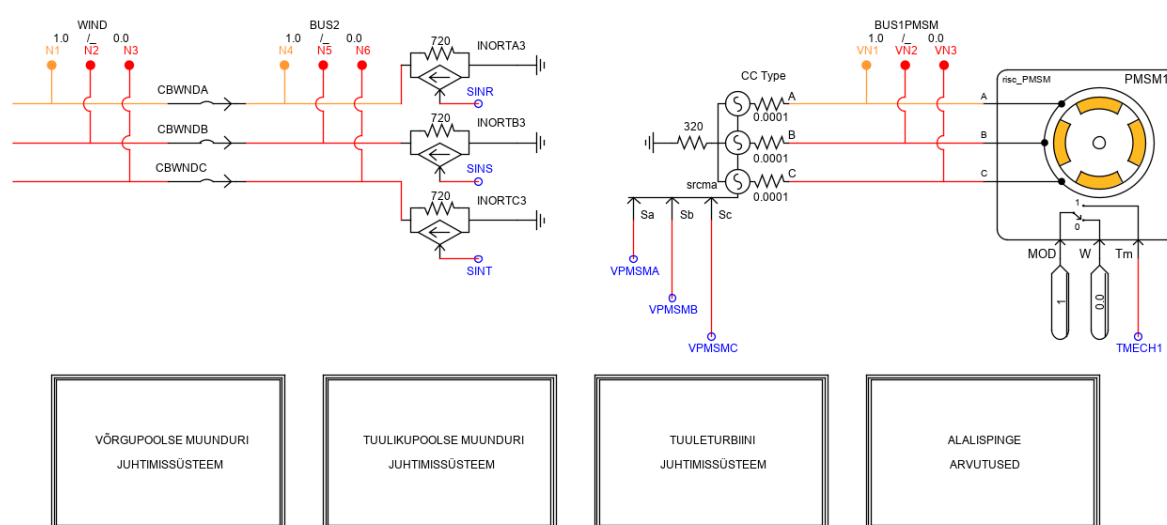 WIND
1.0 /_ 0.0
N1 N2 N3
BUS2
1.0 /_ 0.0
N4 N5 N6
CBWNDA
CBWNDB
CBWNDC
720
INORTA3
SINR
720
INORTB3
SINS
720
INORTC3
SINT
CC Type
320
A
0.0001
B
0.0001
C
0.0001
srcma
Sa Sb Sc
VPMSMA
VPMSMB
VPMSMC
BUS1PMSM
1.0 /_ 0.0
VN1 VN2 VN3
risc_PMSM
PMSM1
A
B
C
1
0
MOD W Tm
1
0.0
TMECH1
VÕRGUPOOLSE MUUNDURI
JUHTIMISSÜSTEEM
TUULIKUPOOLSE MUUNDURI
JUHTIMISSÜSTEEM
TUULETURBIINI
JUHTIMISSÜSTEEM
ALALISPINGE
ARVUTUSED